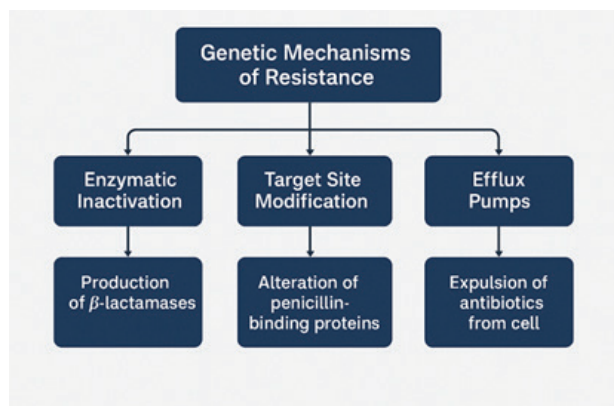 Genetic Mechanisms
of Resistance
Enzymatic
Inactivation
Target Site
Modification
Efflux
Pumps
Production
of β-lactamases
Alteration of
penicillin-
binding proteins
Expulsion of
antibiotics
from cell